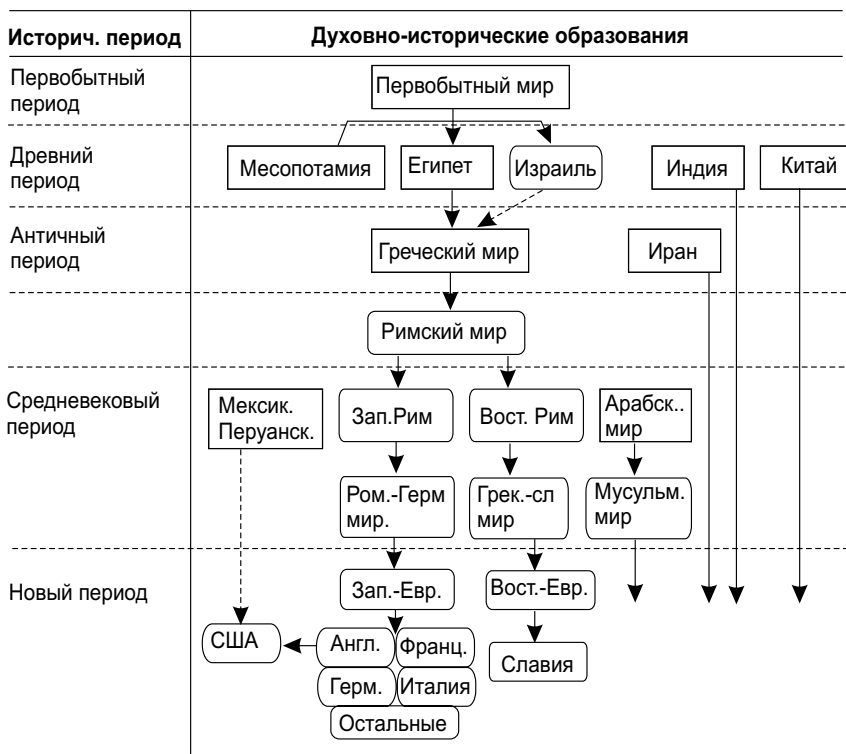 Историч. период
Духовно-исторические образования
Первобытный
период
Первобытный мир
Древний
период
Месопотамия
Египет
Израиль
Индия
Китай
Античный
период
Греческий мир
Иран
Римский мир
Средневековый
период
Мексик.
Перуанск.
Зап.Рим
Вост. Рим
Арабск..
мир
Ром.-Герм
мир.
Грек.-сл
мир
Мусульм.
мир
Новый период
Зап.-Евр.
Вост.-Евр.
США
Англ.
Франц.
Славия
Герм.
Италия
Остальные